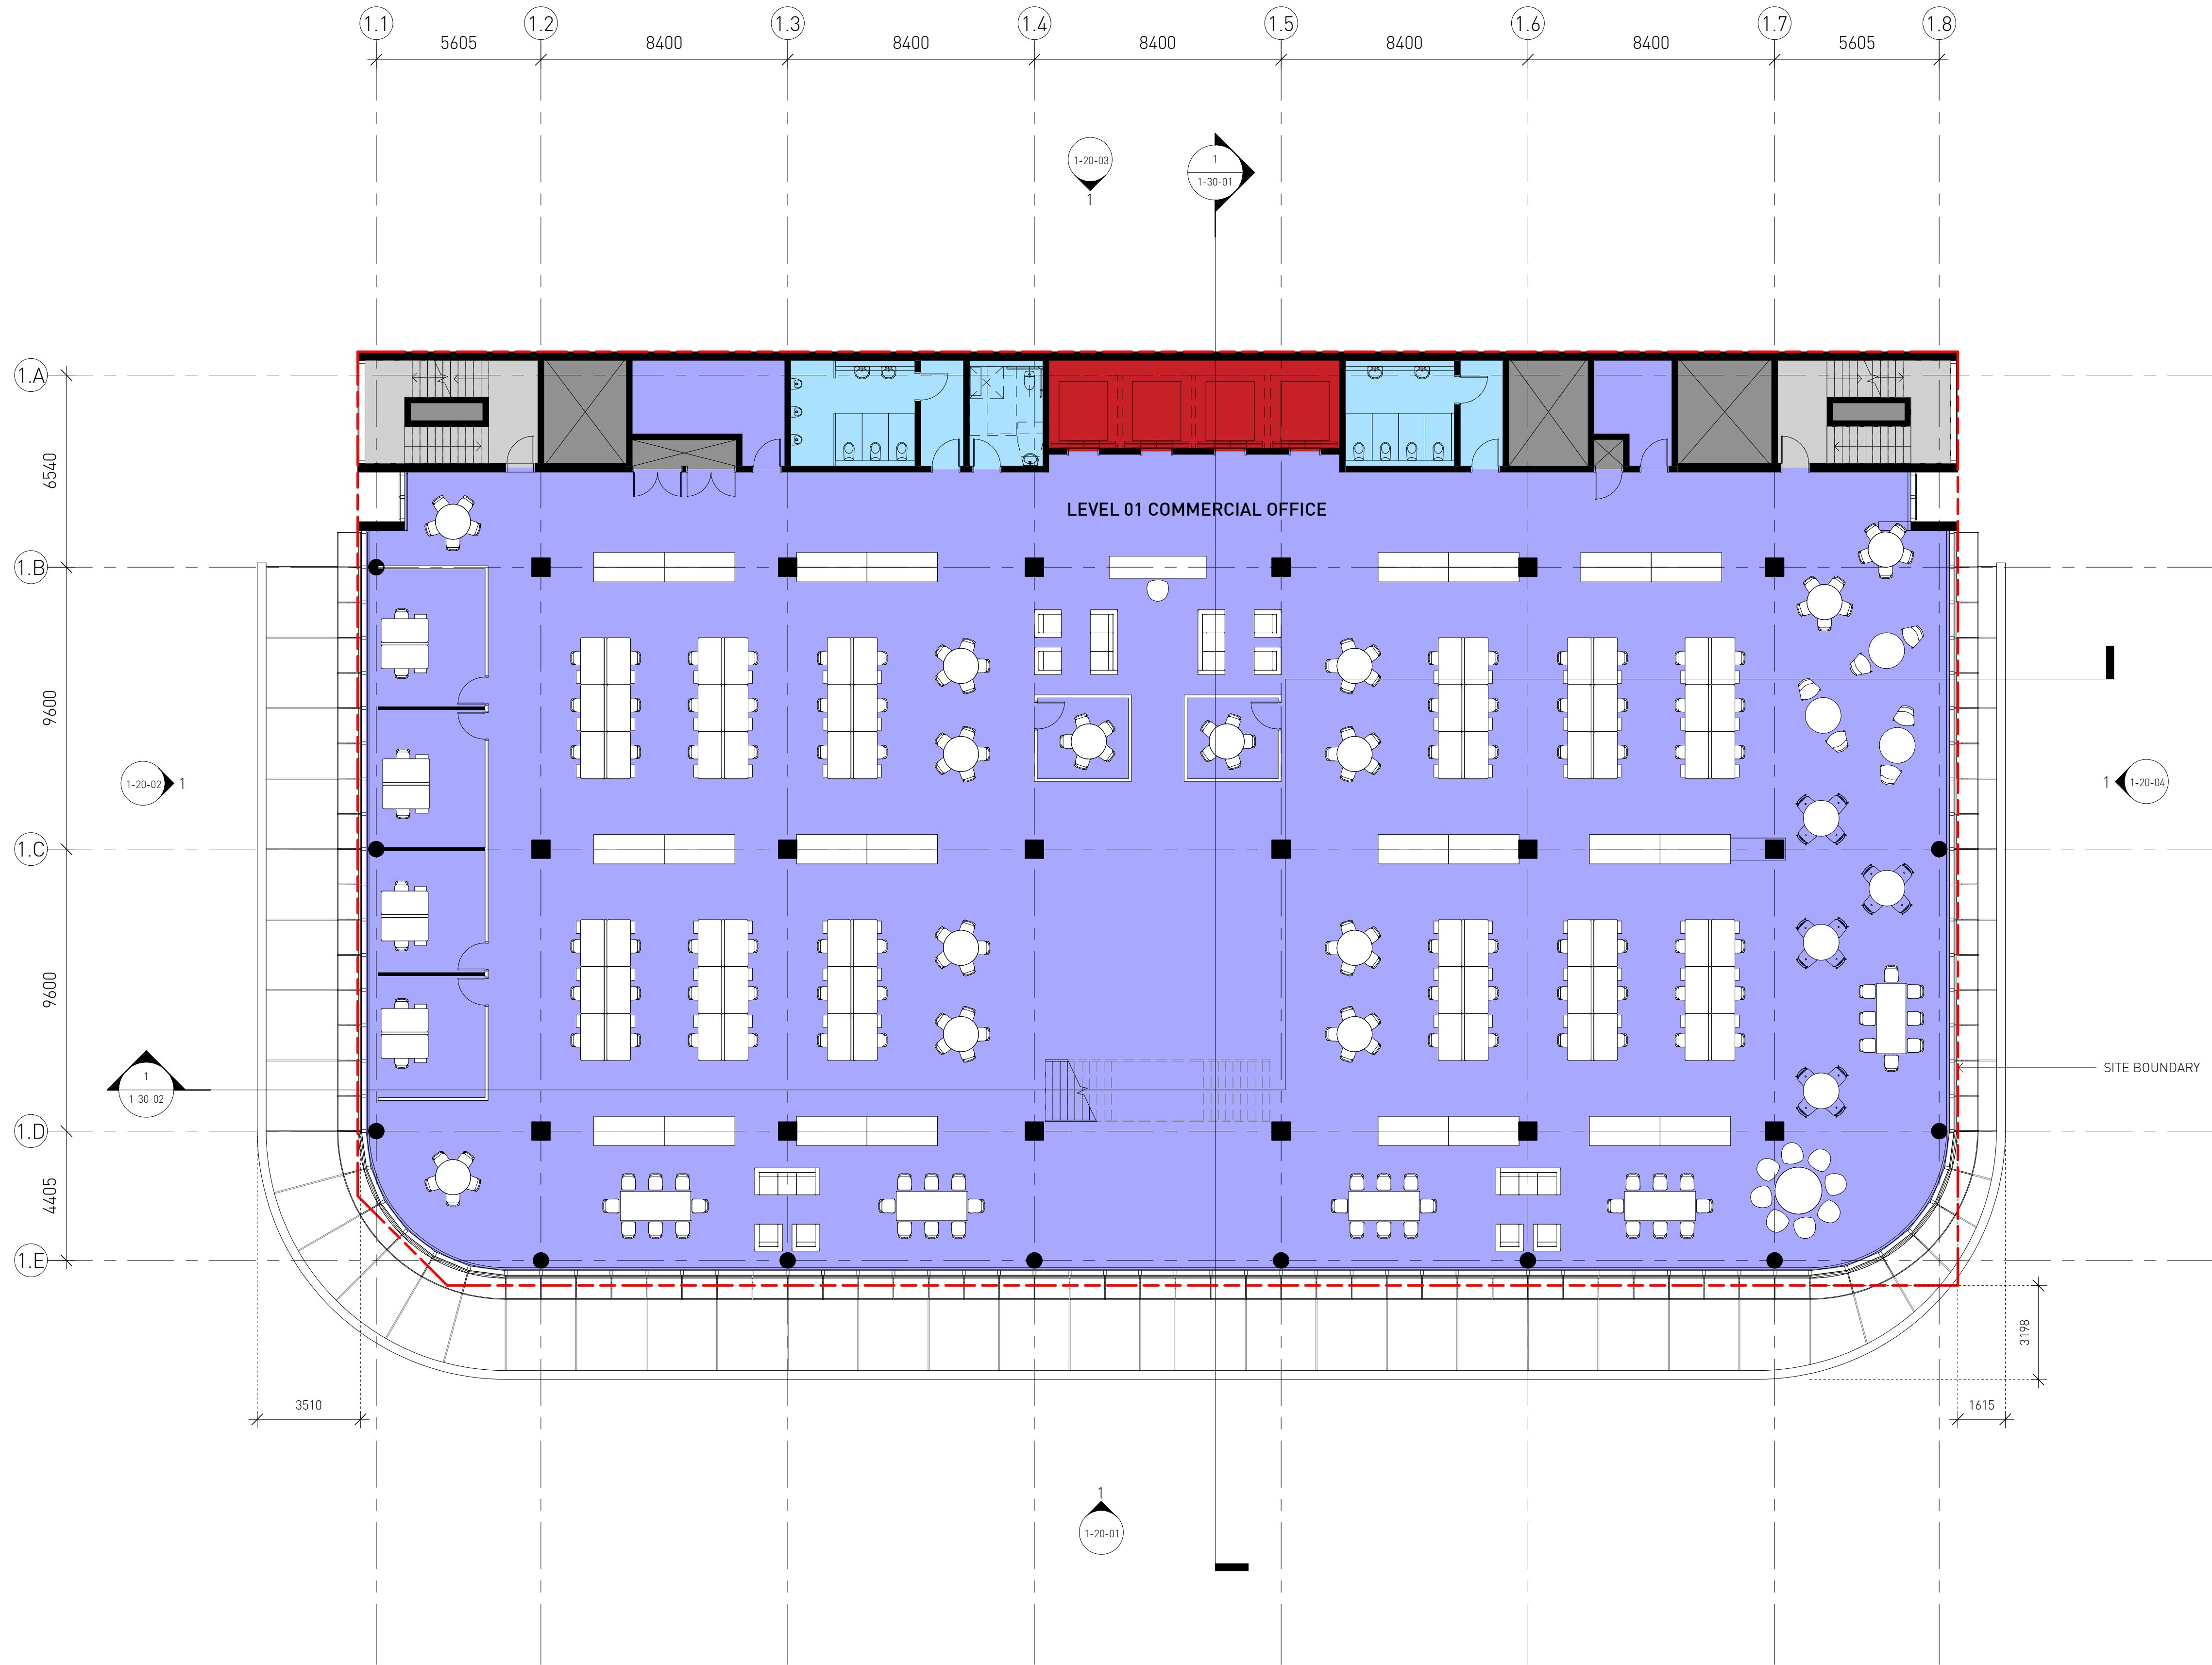 1.1 1.2 1.3 1.4 1.5 1.6 1.7 1.8
5605 8400 8400 8400 8400 8400 5605
1-20-03
1
1
1-30-01
1.A
6540
LEVEL 01 COMMERCIAL OFFICE
1.B
9600
1-20-02 1
1 1-20-04
1.C
9600
SITE BOUNDARY
1
1-30-02
1.D
4405
1.E
3198
3510
1615
1
1-20-01